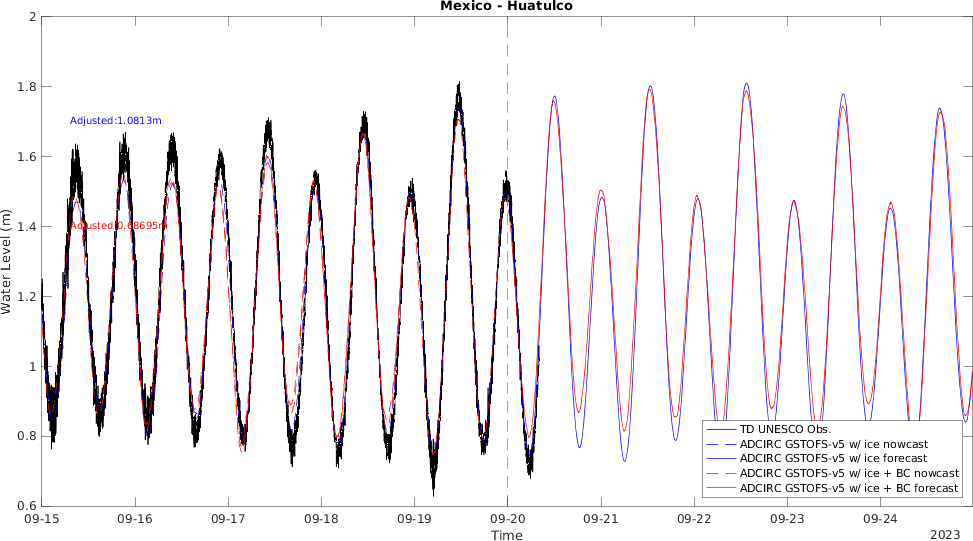 Mexico - Huatulco
2
1.8
1.6
1.4
1.2
1
0.8
0.6
Water Level (m)
Adjusted:1.0813m
Adjusted:0.68695m
09-15
09-16
09-17
09-18
09-19
09-20
09-21
09-22
09-23
09-24
Time
2023
TD UNESCO Obs.
ADCIRC GSTOFS-v5 w/ ice nowcast
ADCIRC GSTOFS-v5 w/ ice forecast
ADCIRC GSTOFS-v5 w/ ice + BC nowcast
ADCIRC GSTOFS-v5 w/ ice + BC forecast